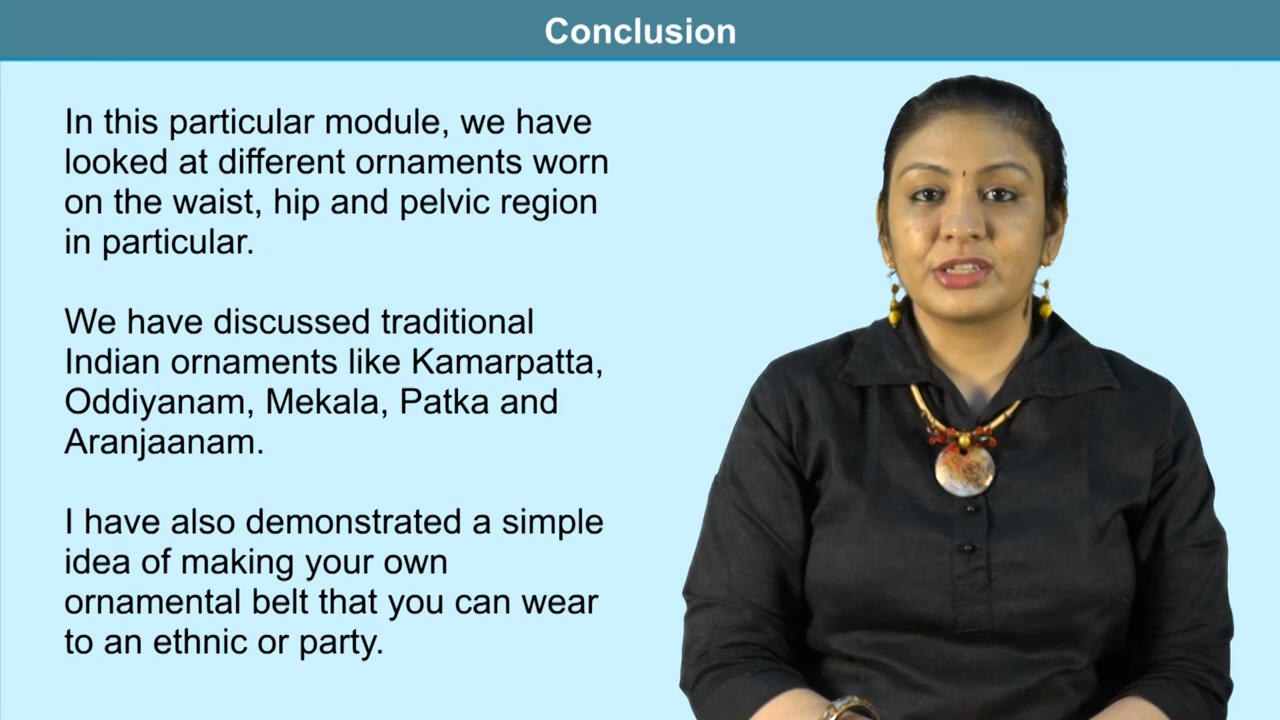 Conclusion
In this particular module, we have
looked at different ornaments worn
on the waist, hip and pelvic region
in particular.
We have discussed traditional
Indian ornaments like Kamarpatta,
Oddiyanam, Mekala, Patka and
Aranjaanam.
I have also demonstrated a simple
idea of making your own
ornamental belt that you can wear
to an ethnic or party.